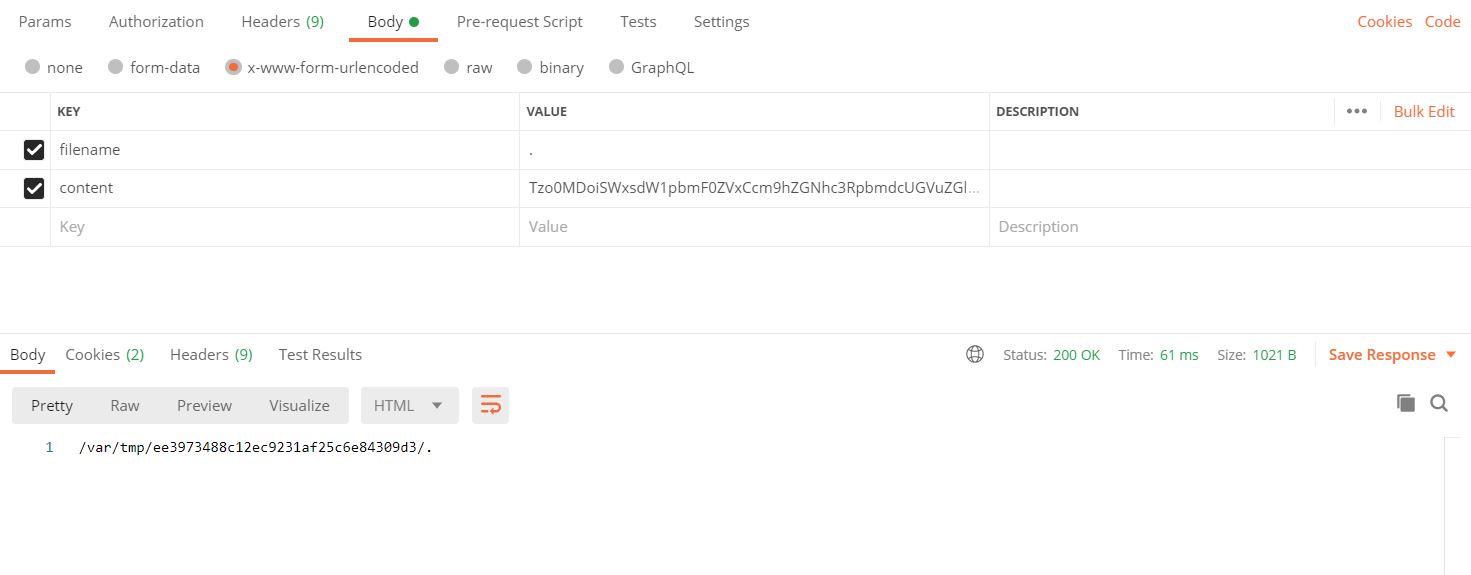 Params Authorization Headers (9) Body Pre-request Script Tests Settings Cookies Code
none form-data x-www-form-urlencoded raw binary GraphQL
KEY VALUE DESCRIPTION ••• Bulk Edit
filename .
content Tzo0MDoiSWxsdW1pbmF0ZVxCcm9hZGNhc3RpbmdcUGVuZGl...
Key Value Description
Body Cookies (2) Headers (9) Test Results Status: 200 OK Time: 61 ms Size: 1021 B Save Response
Pretty Raw Preview Visualize HTML
1 /var/tmp/ee3973488c12ec9231af25c6e84309d3/.